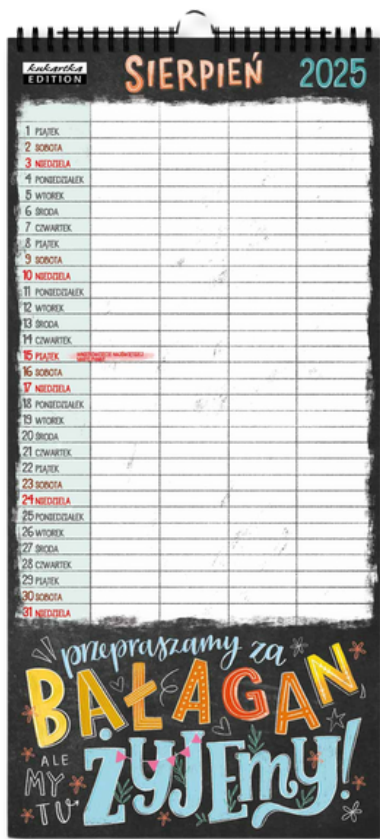 kukartka
EDITION
SIERPIEŃ 2025
1 PIĄTEK
2 SOBOTA
3 NIEDZIELA
4 PONIEDZIAŁEK
5 WTOREK
6 ŚRODA
7 CZWARTEK
8 PIĄTEK
9 SOBOTA
10 NIEDZIELA
11 PONIEDZIAŁEK
12 WTOREK
13 ŚRODA
14 CZWARTEK
15 PIĄTEK
16 SOBOTA
17 NIEDZIELA
18 PONIEDZIAŁEK
19 WTOREK
20 ŚRODA
21 CZWARTEK
22 PIĄTEK
23 SOBOTA
24 NIEDZIELA
25 PONIEDZIAŁEK
26 WTOREK
27 ŚRODA
28 CZWARTEK
29 PIĄTEK
30 SOBOTA
31 NIEDZIELA
przepraszamy za
BAŁAGAN,
ALE
MY
TU
ŻYJEmy!